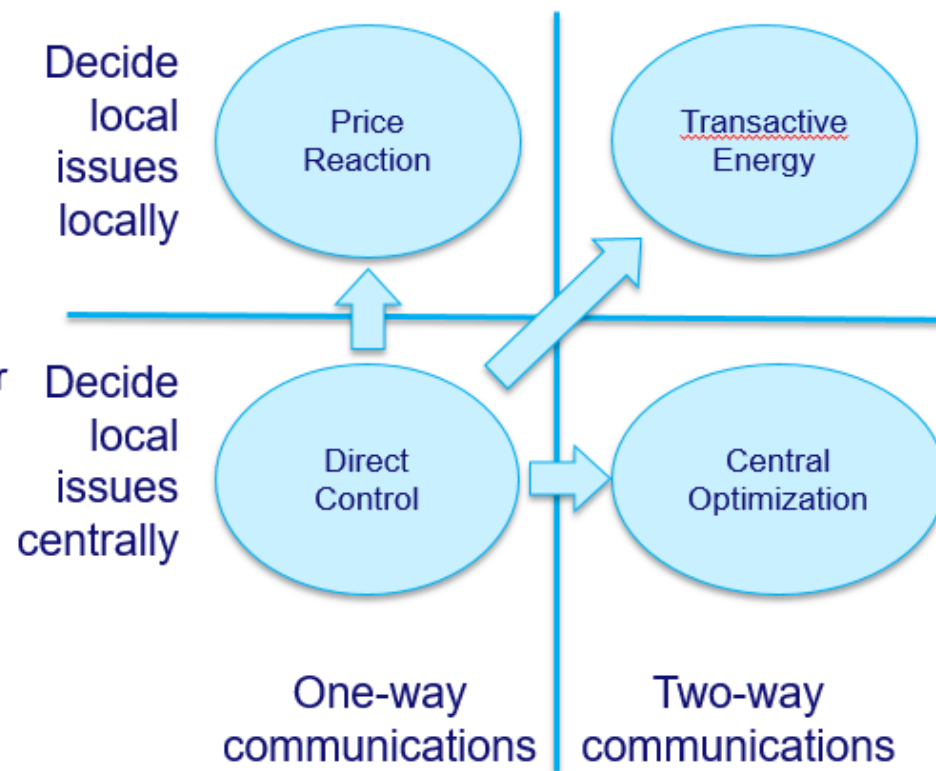 Decide
local
issues
locally
Price
Reaction
Transactive
Energy
r
Decide
local
issues
centrally
Direct
Control
Central
Optimization
One-way
communications
Two-way
communications